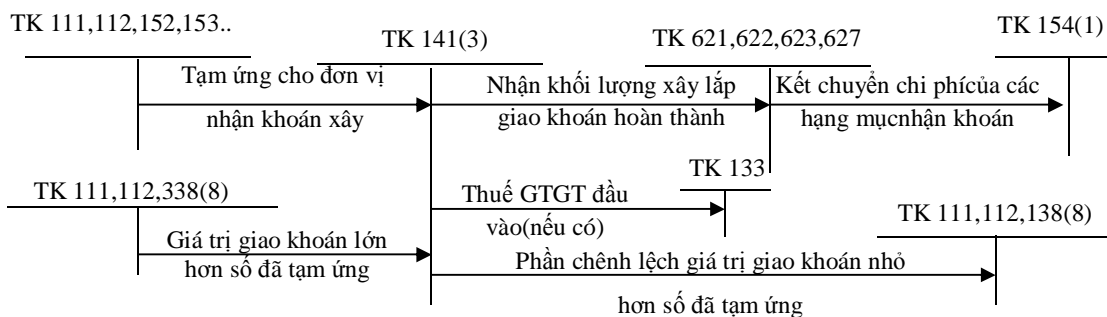 TK 111,112,152,153..
TK 141(3)
TK 621,622,623,627
TK 154(1)
Tạm ứng cho đơn vị
nhận khoán xây
Nhận khối lượng xây lắp
giao khoán hoàn thành
Kết chuyển chi phícủa các
hạng mụcnhận khoán
TK 111,112,338(8)
TK 133
Thuế GTGT đầu
vào(nếu có)
TK 111,112,138(8)
Giá trị giao khoán lớn
hơn số đã tạm ứng
Phần chênh lệch giá trị giao khoán nhỏ
hơn số đã tạm ứng